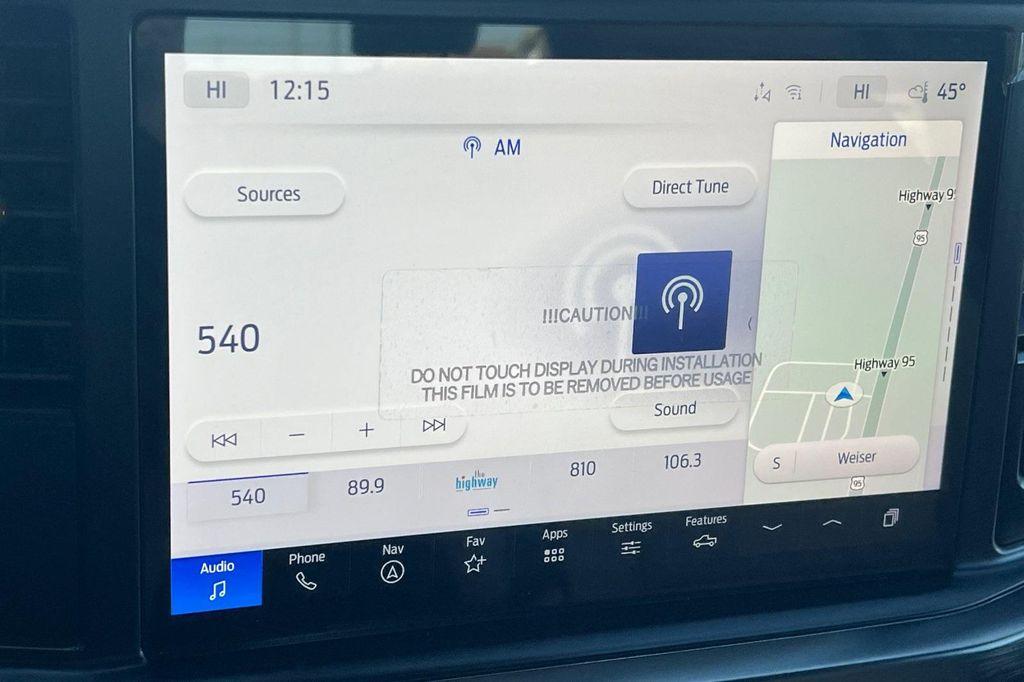 HI 12:15 HI 45°
AM
Navigation
Sources
Direct Tune
Highway 9
95
!!!CAUTION!!!
540
DO NOT TOUCH DISPLAY DURING INSTALLATION
THIS FILM IS TO BE REMOVED BEFORE USAGE
Highway 95
Sound
S Weiser
95
540 89.9 the highway 810 106.3
Audio Phone Nav Fav Apps Settings Features